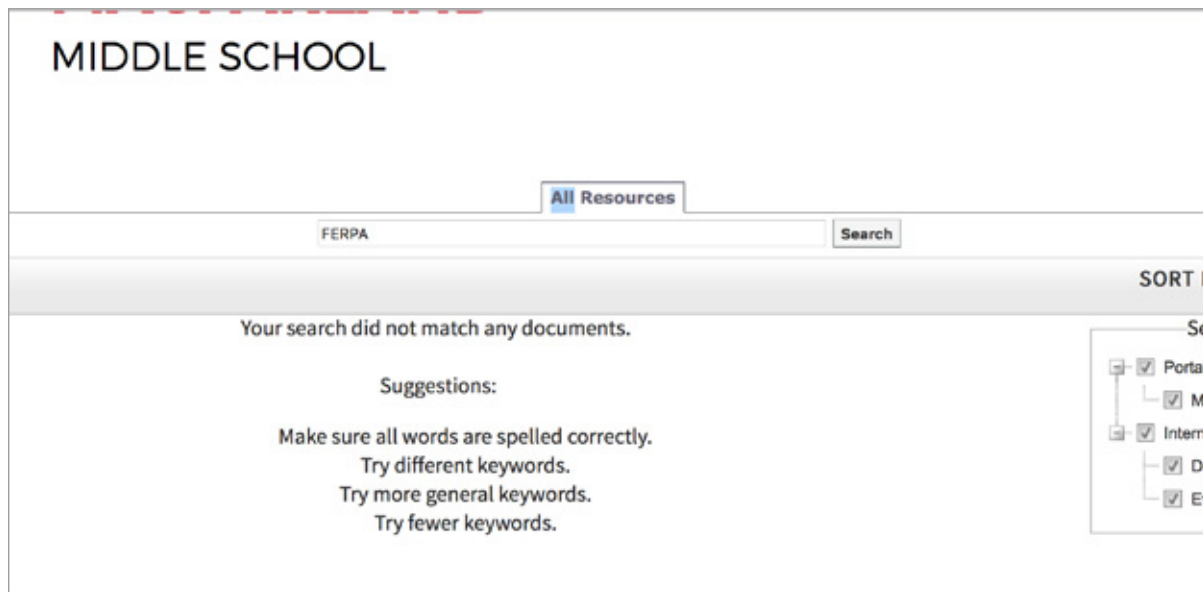 MIDDLE SCHOOL
All Resources
FERPA
Search
SORT
Your search did not match any documents.
Suggestions:
Make sure all words are spelled correctly.
Try different keywords.
Try more general keywords.
Try fewer keywords.